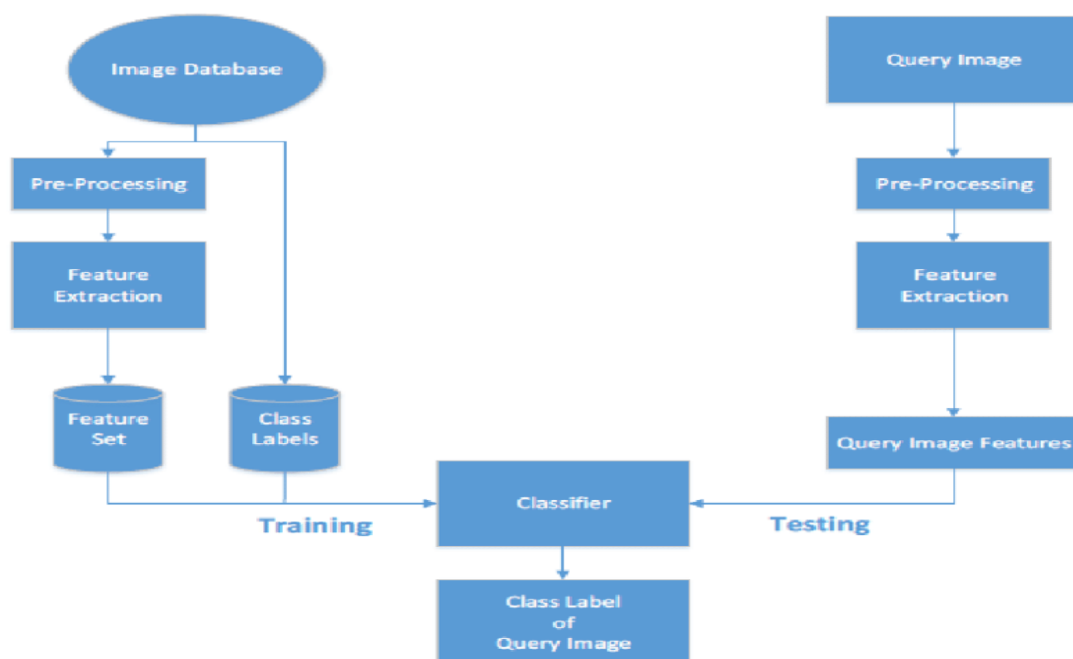 Image Database
Query Image
Pre-Processing
Pre-Processing
Feature
Extraction
Feature
Extraction
Feature
Set
Class
Labels
Query Image Features
Classifier
Training
Testing
Class Label
of
Query Image